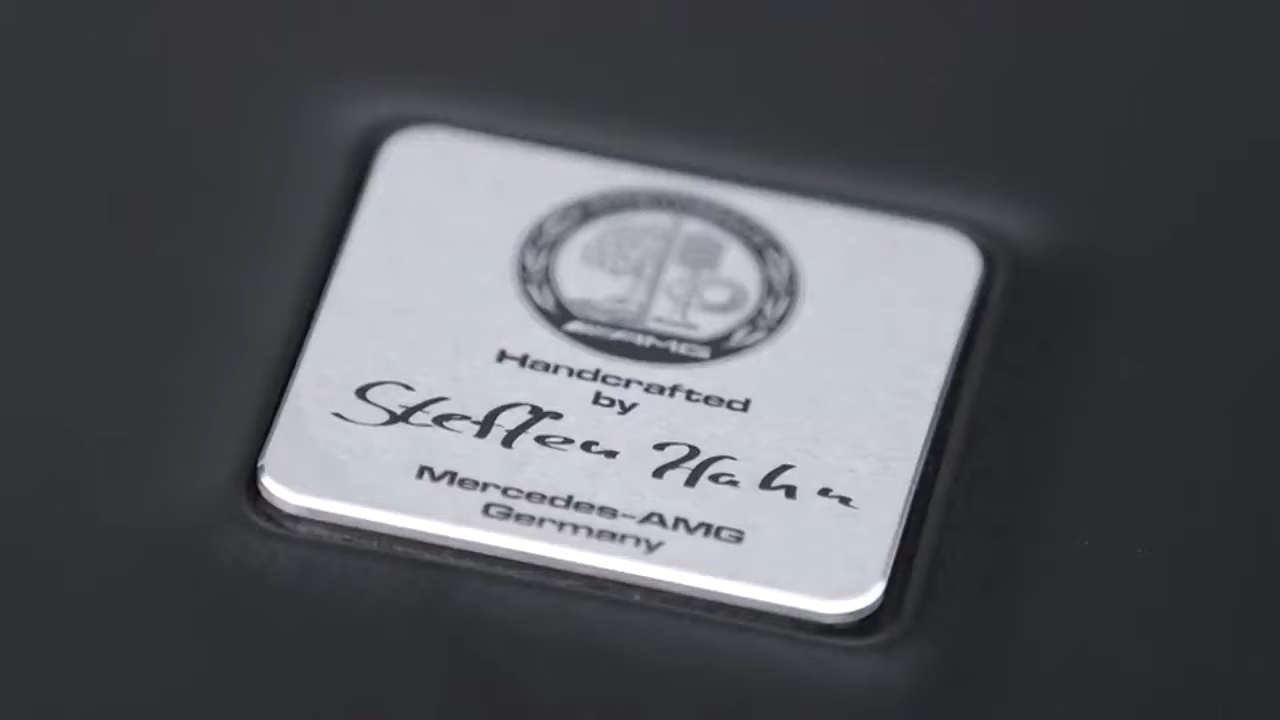 AMG
Handcrafted
by
Steffen Hahn
Mercedes-AMG
Germany